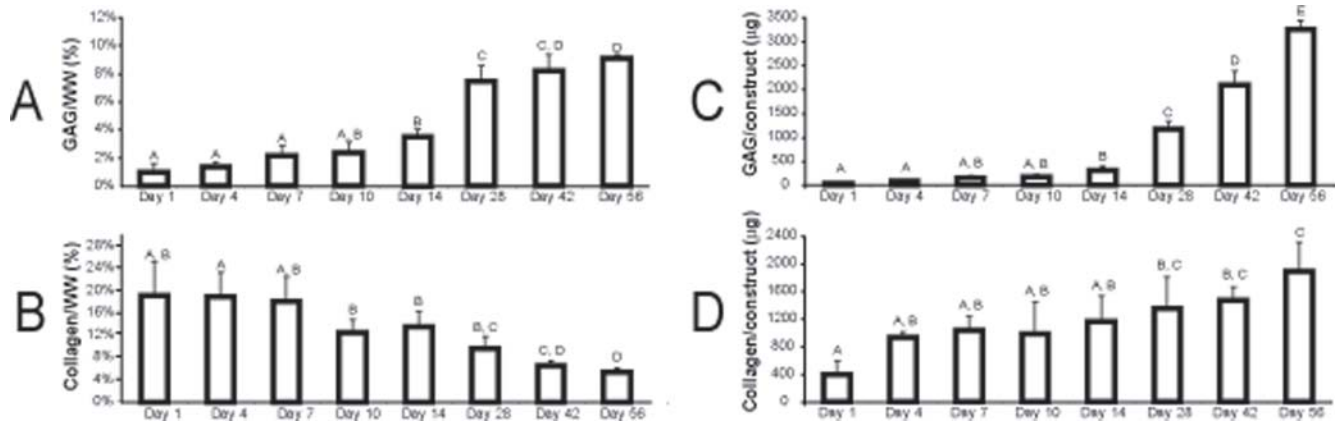 A
GAG/WW (%)
12%
10%
8%
6%
4%
2%
0%
A
A
A
A, B
B
C
C, D
D
Day 1 Day 4 Day 7 Day 10 Day 14 Day 28 Day 42 Day 56
B
Collagen/WW (%)
28%
24%
20%
16%
12%
8%
4%
0%
A, B
A
A, B
B
B
B, C
C, D
D
Day 1 Day 4 Day 7 Day 10 Day 14 Day 28 Day 42 Day 56
C
GAG/construct (µg)
3500
3000
2500
2000
1500
1000
500
0
A
A
A, B
A, B
B
C
D
E
Day 1 Day 4 Day 7 Day 10 Day 14 Day 28 Day 42 Day 56
D
Collagen/construct (µg)
2400
2000
1600
1200
800
400
0
A
A, B
A, B
A, B
A, B
B, C
B, C
C
Day 1 Day 4 Day 7 Day 10 Day 14 Day 28 Day 42 Day 56